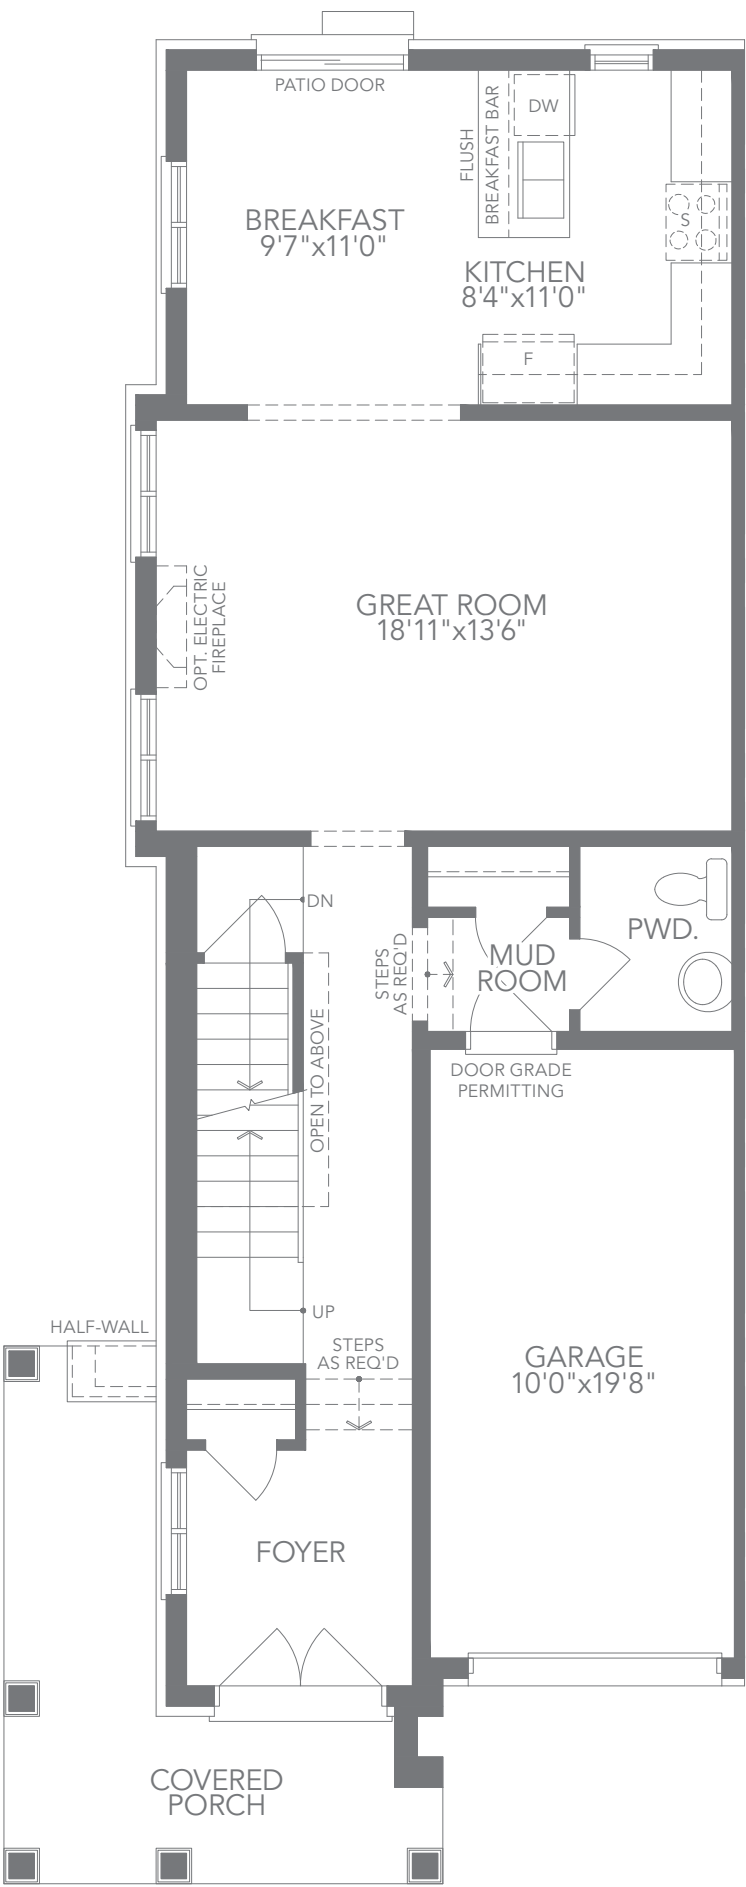 PATIO DOOR
FLUSH
BREAKFAST BAR
DW
BREAKFAST
9'7"x11'0"
S
KITCHEN
8'4"x11'0"
F
OPT. ELECTRIC
FIREPLACE
GREAT ROOM
18'11"x13'6"
DN
STEPS
AS REQ'D
MUD
ROOM
PWD.
OPEN TO ABOVE
DOOR GRADE
PERMITTING
UP
HALF-WALL
STEPS
AS REQ'D
GARAGE
10'0"x19'8"
FOYER
COVERED
PORCH